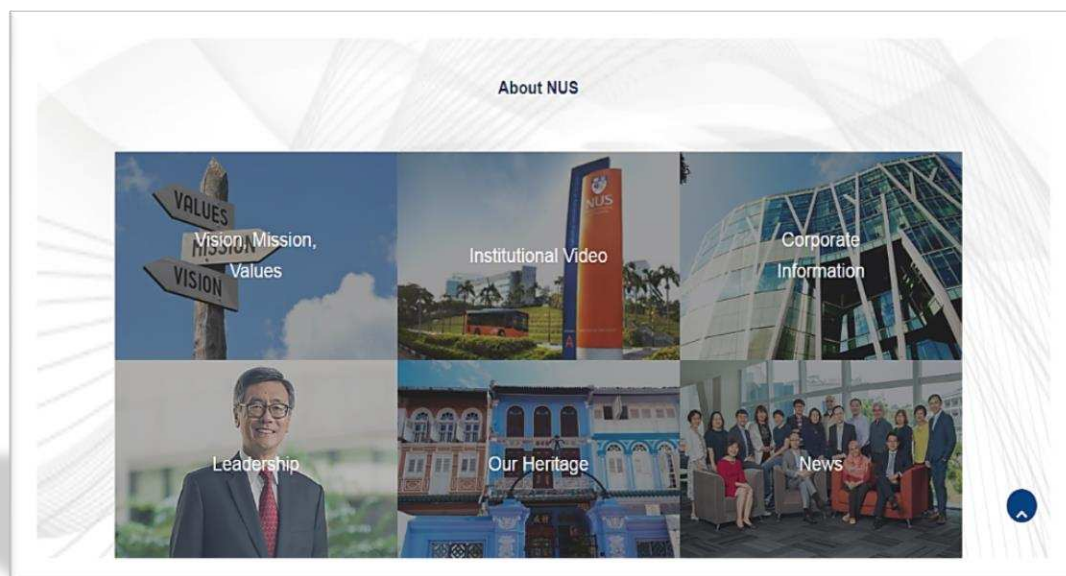 About NUS
VALUES
MISSION
VISION
Vision, Mission,
Values
NUS
A
Institutional Video
Corporate
Information
Leadership
Our Heritage
News